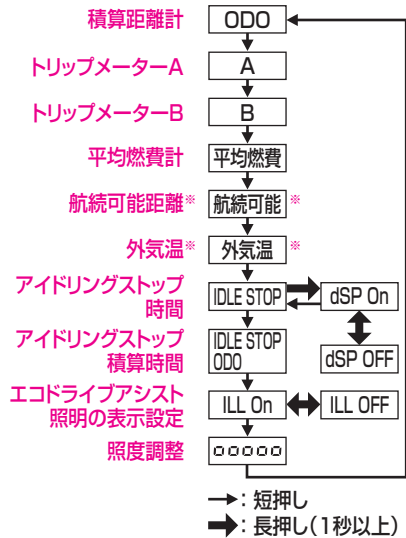 積算距離計 ODO
トリップメーターA A
トリップメーターB B
平均燃費計 平均燃費
航続可能距離※ 航続可能 ※
外気温※ 外気温 ※
アイドリングストップ
時間
IDLE STOP dSP On
dSP OFF
アイドリングストップ
積算時間
IDLE STOP
ODO
エコドライブアシスト
照明の表示設定
ILL On ILL OFF
照度調整 ooooo
→：短押し
➡：長押し（1秒以上）